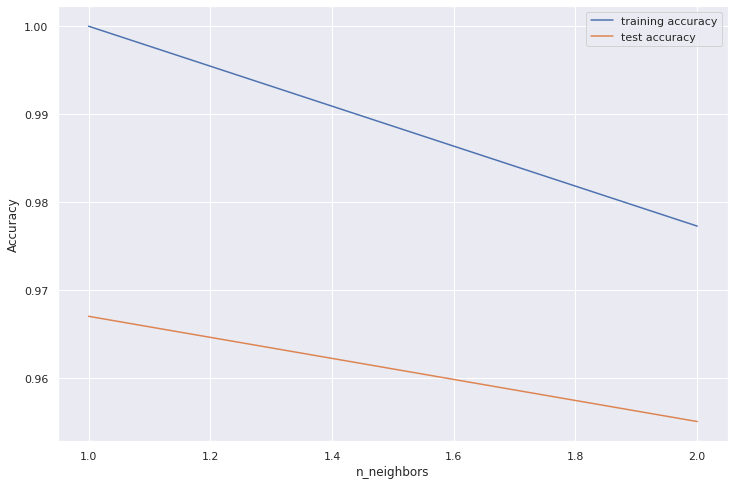 training accuracy
test accuracy
1.00
0.99
0.98
0.97
0.96
Accuracy
1.0 1.2 1.4 1.6 1.8 2.0
n_neighbors